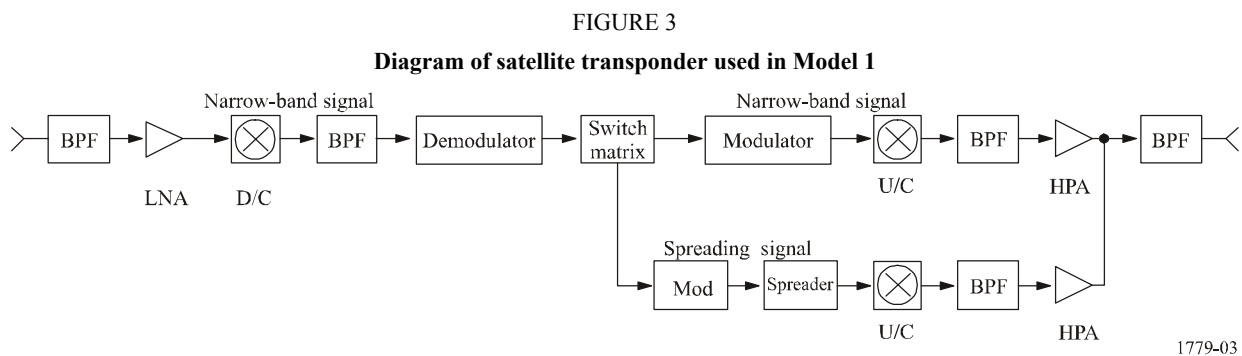 FIGURE 3
Diagram of satellite transponder used in Model 1
Narrow-band signal
Narrow-band signal
BPF
LNA
D/C
BPF
Demodulator
Switch
matrix
Modulator
U/C
BPF
HPA
BPF
Spreading signal
Mod
Spreader
U/C
BPF
HPA
1779-03